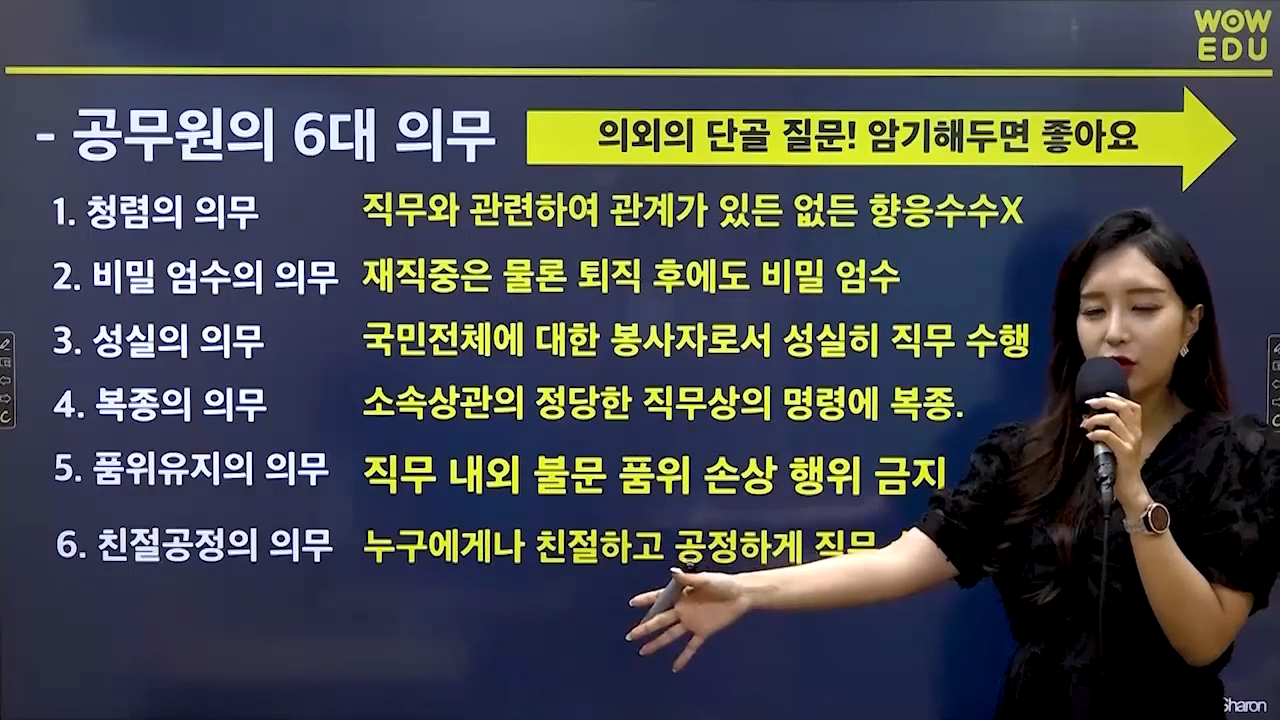 WOW
EDU
- 공무원의 6대 의무
의외의 단골 질문! 암기해두면 좋아요
1. 청렴의 의무 직무와 관련하여 관계가 있든 없든 향응수수X
2. 비밀 엄수의 의무 재직중은 물론 퇴직 후에도 비밀 엄수
3. 성실의 의무 국민전체에 대한 봉사자로서 성실히 직무 수행
4. 복종의 의무 소속상관의 정당한 직무상의 명령에 복종.
5. 품위유지의 의무 직무 내외 불문 품위 손상 행위 금지
6. 친절공정의 의무 누구에게나 친절하고 공정하게 직무
Sharon